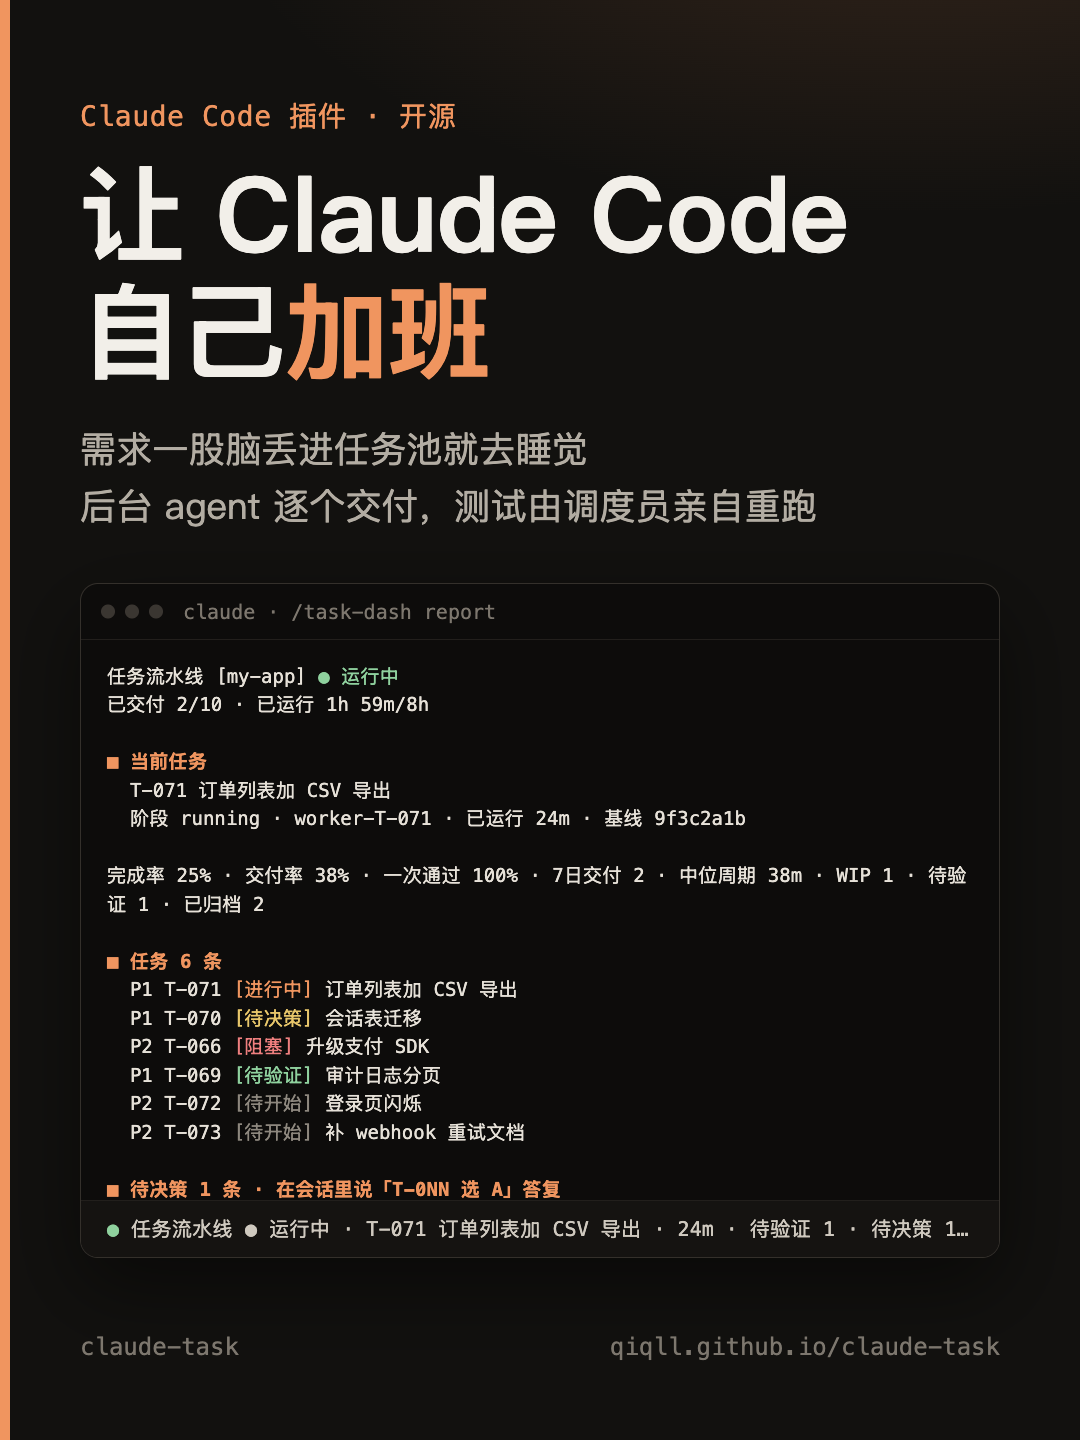 Claude Code 插件 · 开源
让 Claude Code
自己加班
需求一股脑丢进任务池就去睡觉
后台 agent 逐个交付，测试由调度员亲自重跑
claude · /task-dash report
任务流水线 [my-app] ● 运行中
已交付 2/10 · 已运行 1h 59m/8h
■ 当前任务
T-071 订单列表加 CSV 导出
阶段 running · worker-T-071 · 已运行 24m · 基线 9f3c2a1b
完成率 25% · 交付率 38% · 一次通过 100% · 7日交付 2 · 中位周期 38m · WIP 1 · 待验
证 1 · 已归档 2
■ 任务 6 条
P1 T-071 [进行中] 订单列表加 CSV 导出
P1 T-070 [待决策] 会话表迁移
P2 T-066 [阻塞] 升级支付 SDK
P1 T-069 [待验证] 审计日志分页
P2 T-072 [待开始] 登录页闪烁
P2 T-073 [待开始] 补 webhook 重试文档
■ 待决策 1 条 · 在会话里说「T-0NN 选 A」答复
● 任务流水线 ● 运行中 · T-071 订单列表加 CSV 导出 · 24m · 待验证 1 · 待决策 1…
claude-task
qiqll.github.io/claude-task